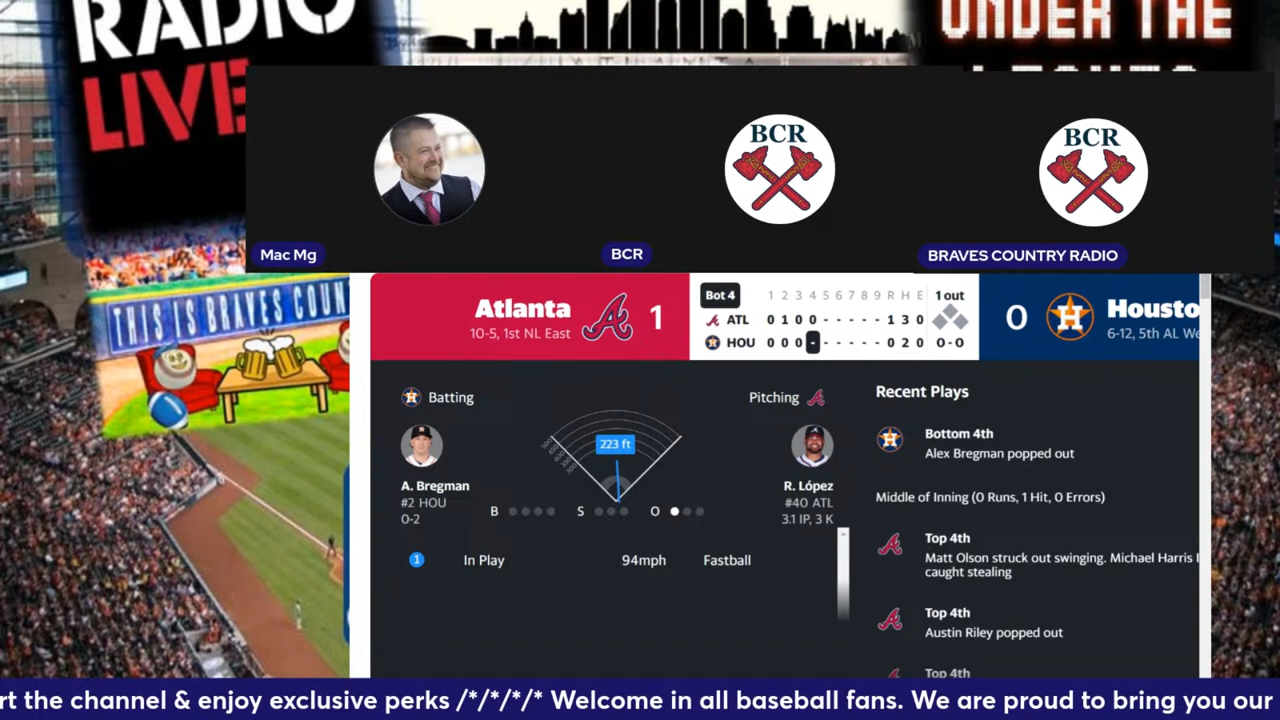 RADIO
LIVE
UNDER THE
Mac Mg
BCR
BCR
BCR
BRAVES COUNTRY RADIO
THIS IS BRAVES COUN
Atlanta
10-5, 1st NL East
1
Bot 4
1 2 3 4 5 6 7 8 9 R H E
ATL 0 1 0 0 - - - - - 1 3 0
HOU 0 0 0 - - - - - - 0 2 0
1 out
0-0
0
Housto
6-12, 5th AL We
Batting
A. Bregman
#2 HOU
0-2
223 ft
B S O
Pitching
R. López
#40 ATL
3.1 IP, 3 K
1 In Play 94mph Fastball
Recent Plays
Bottom 4th
Alex Bregman popped out
Middle of Inning (0 Runs, 1 Hit, 0 Errors)
Top 4th
Matt Olson struck out swinging. Michael Harris I
caught stealing
Top 4th
Austin Riley popped out
Top 4th
rt the channel & enjoy exclusive perks /*/*/*/* Welcome in all baseball fans. We are proud to bring you our